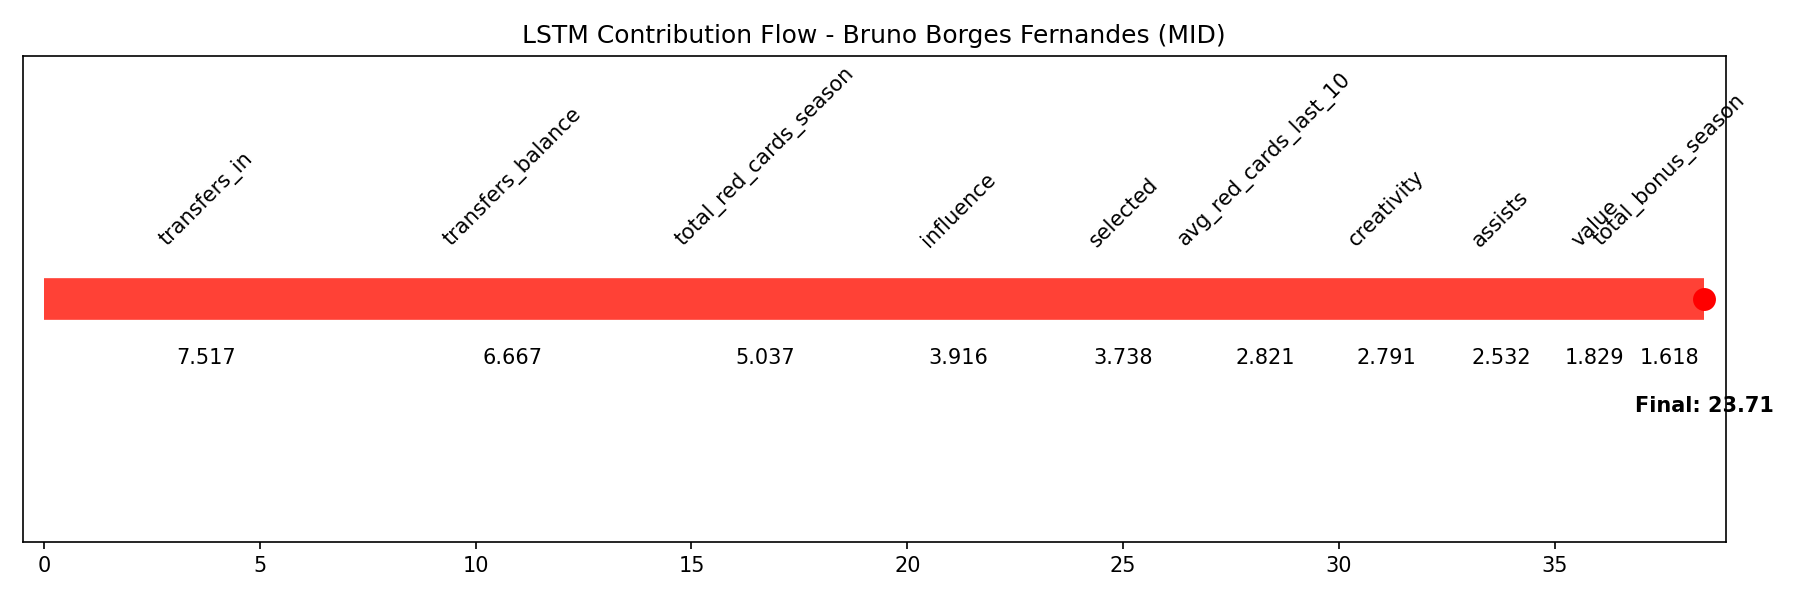 LSTM Contribution Flow - Bruno Borges Fernandes (MID)
transfers_in
transfers_balance
total_red_cards_season
influence
selected
avg_red_cards_last_10
creativity
assists
value
total_bonus_season
7.517 6.667 5.037 3.916 3.738 2.821 2.791 2.532 1.829 1.618
Final: 23.71
0 5 10 15 20 25 30 35